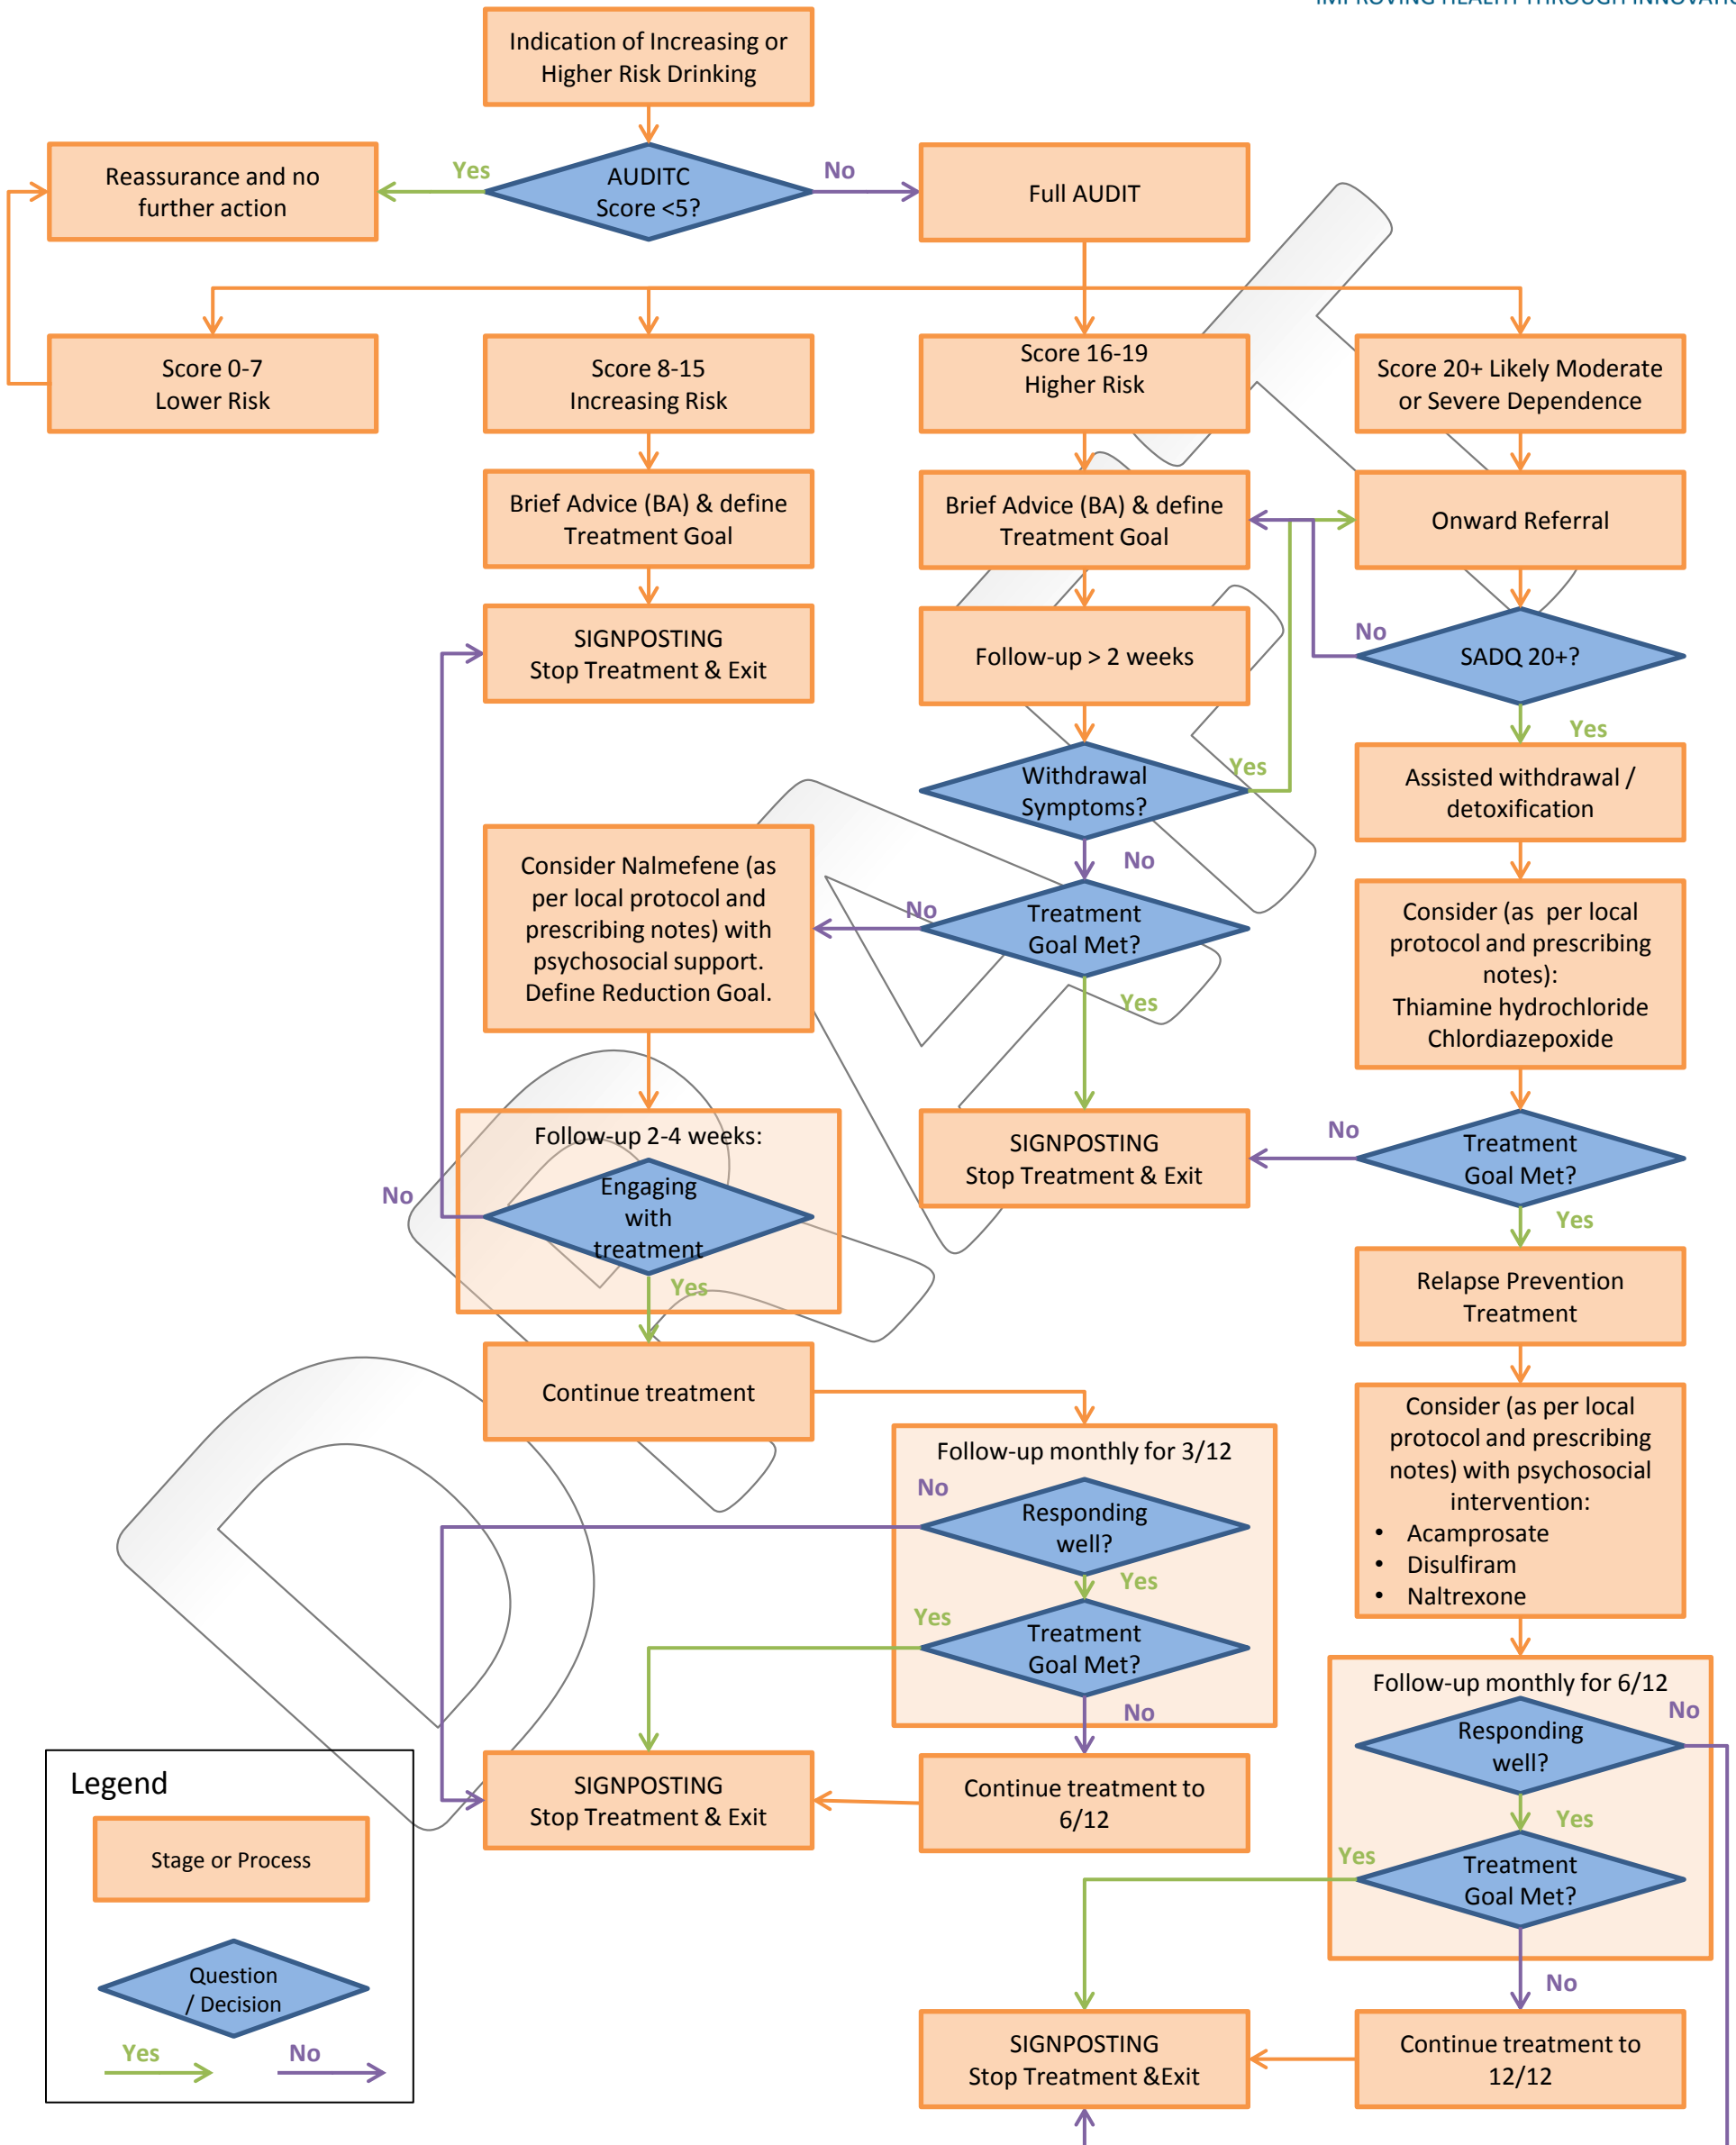 IMPROVING HEALTH THROUGH INNOVATIO
Indication of Increasing or
Higher Risk Drinking
Reassurance and no
further action
Yes
AUDITC
Score <5?
No
Full AUDIT
Score 0-7
Lower Risk
Score 8-15
Increasing Risk
Score 16-19
Higher Risk
Score 20+ Likely Moderate
or Severe Dependence
Brief Advice (BA) & define
Treatment Goal
Brief Advice (BA) & define
Treatment Goal
Onward Referral
SIGNPOSTING
Stop Treatment & Exit
Follow-up > 2 weeks
No
SADQ 20+?
Yes
Withdrawal
Symptoms?
Yes
No
Assisted withdrawal /
detoxification
Consider Nalmefene (as
per local protocol and
prescribing notes) with
psychosocial support.
Define Reduction Goal.
No
Treatment
Goal Met?
Yes
Consider (as  per local
protocol and prescribing
notes):
Thiamine hydrochloride
Chlordiazepoxide
Follow-up 2-4 weeks:
No
Engaging
with
treatment
Yes
SIGNPOSTING
Stop Treatment & Exit
No
Treatment
Goal Met?
Yes
Relapse Prevention
Treatment
Continue treatment
Follow-up monthly for 3/12
No
Responding
well?
Yes
Yes
Treatment
Goal Met?
No
Consider (as per local
protocol and prescribing
notes) with psychosocial
intervention:
• Acamprosate
• Disulfiram
• Naltrexone
Follow-up monthly for 6/12
No
Responding
well?
Yes
Yes
Treatment
Goal Met?
No
SIGNPOSTING
Stop Treatment & Exit
Continue treatment to
6/12
Legend
Stage or Process
Question
/ Decision
Yes
No
SIGNPOSTING
Stop Treatment &Exit
Continue treatment to
12/12
DRAFT